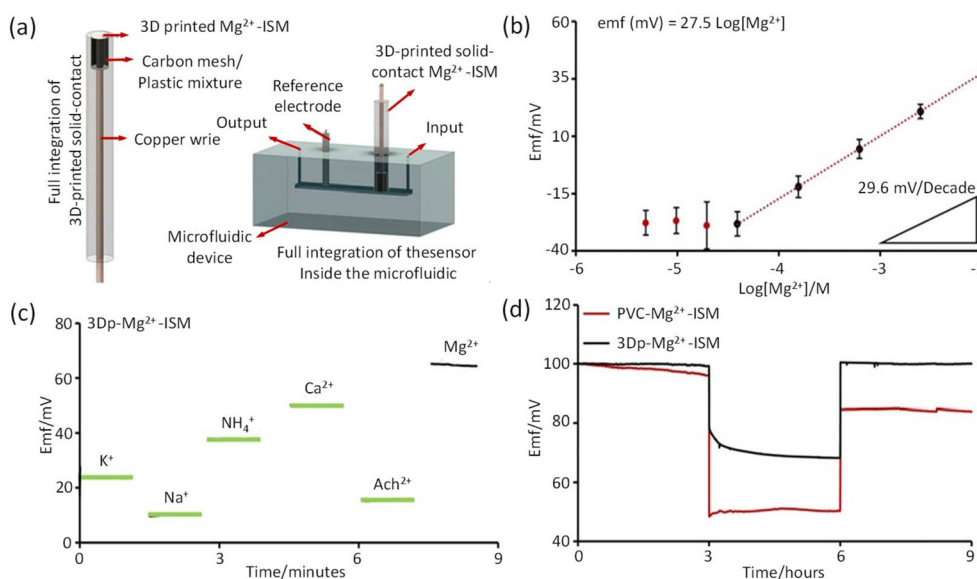 (a)
3D printed Mg²⁺-ISM
Carbon mesh/
Plastic mixture
Copper wrie
Full integration of
3D-printed solid-contact
3D-printed solid-
contact Mg²⁺-ISM
Reference
electrode
Output
Input
Microfluidic
device
Full integration of thesensor
Inside the microfluidic
(b)
emf (mV) = 27.5 Log[Mg²⁺]
Emf/mV
35
10
-15
-40
29.6 mV/Decade
-6
-5
-4
-3
Log[Mg²⁺]/M
(c)
3Dp-Mg²⁺-ISM
Emf/mV
80
60
40
20
0
K⁺
Na⁺
NH₄⁺
Ca²⁺
Ach²⁺
Mg²⁺
0
3
6
9
Time/minutes
(d)
PVC-Mg²⁺-ISM
3Dp-Mg²⁺-ISM
Emf/mV
120
100
80
60
40
0
3
6
9
Time/hours